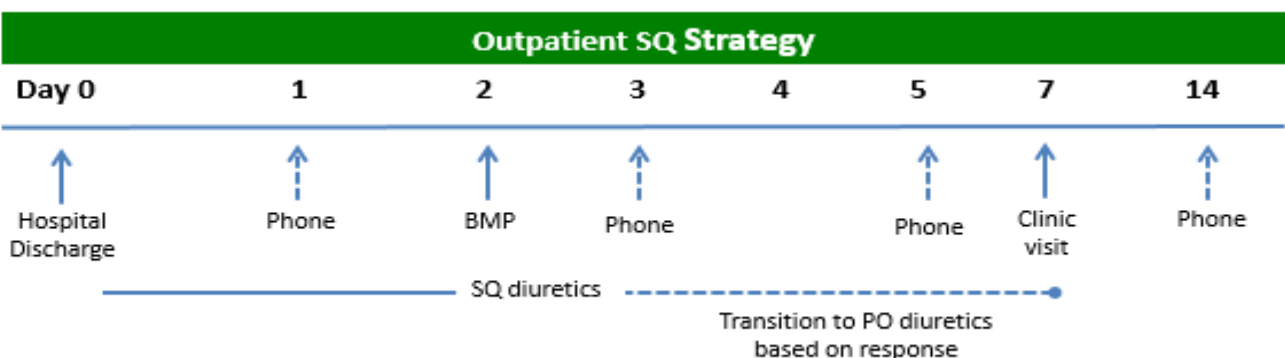 Outpatient SQ Strategy
Day 0 1 2 3 4 5 7 14
Hospital Discharge
Phone
BMP
Phone
Phone
Clinic visit
Phone
SQ diuretics
Transition to PO diuretics
based on response